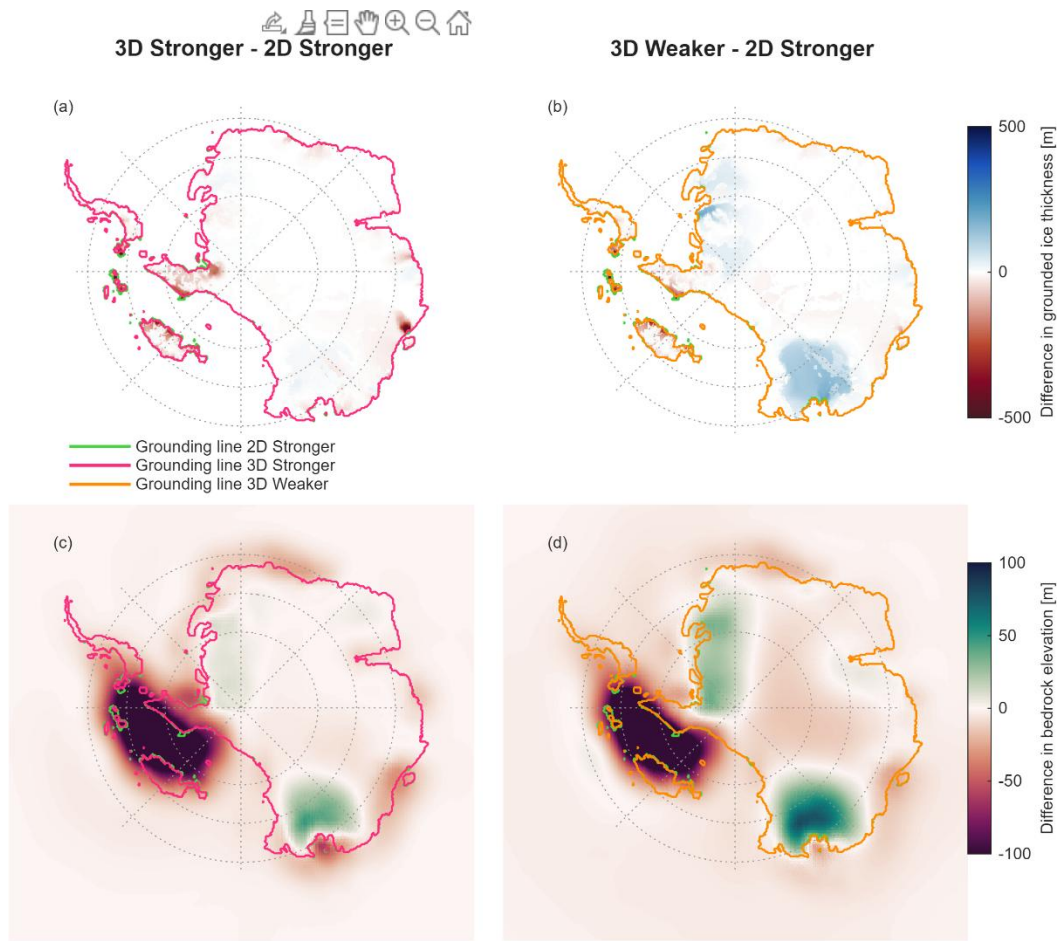 3D Stronger - 2D Stronger
3D Weaker - 2D Stronger
(a)
(b)
500
0
-500
Difference in grounded ice thickness [m]
Grounding line 2D Stronger
Grounding line 3D Stronger
Grounding line 3D Weaker
(c)
(d)
100
50
0
-50
-100
Difference in bedrock elevation [m]